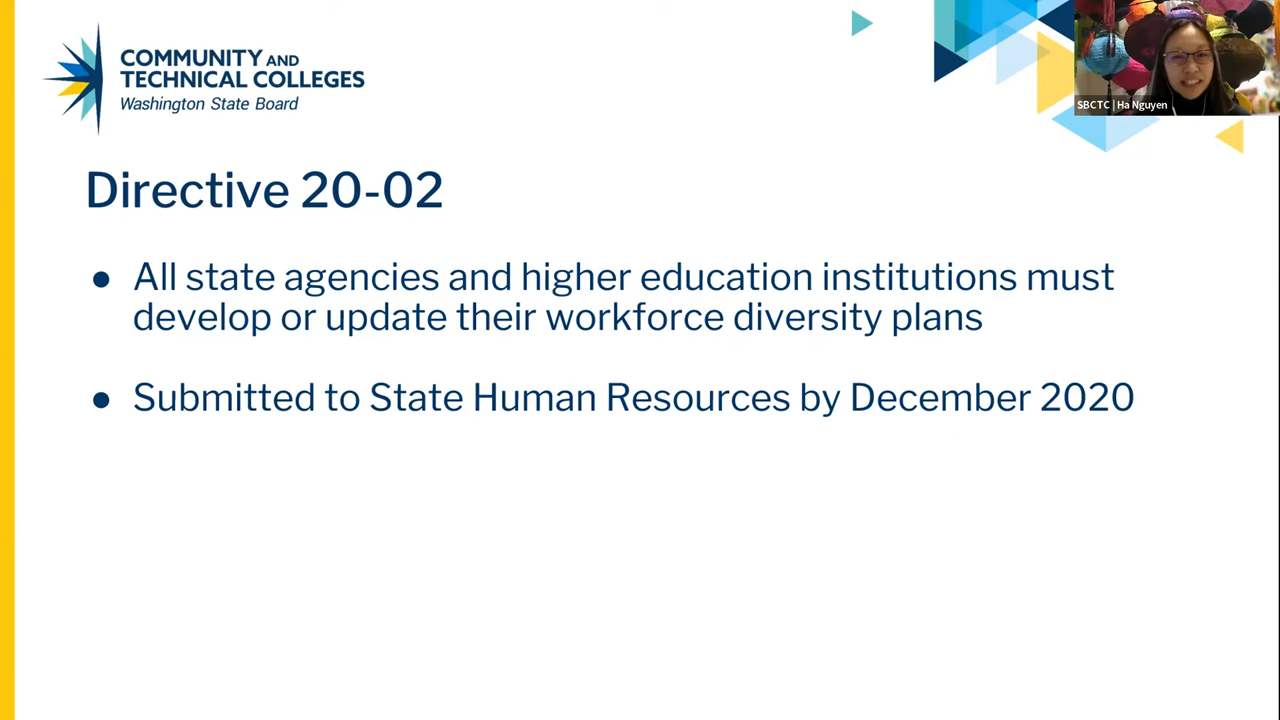 COMMUNITY AND
TECHNICAL COLLEGES
Washington State Board
SBCTC | Ha Nguyen
Directive 20-02
● All state agencies and higher education institutions must
develop or update their workforce diversity plans
● Submitted to State Human Resources by December 2020